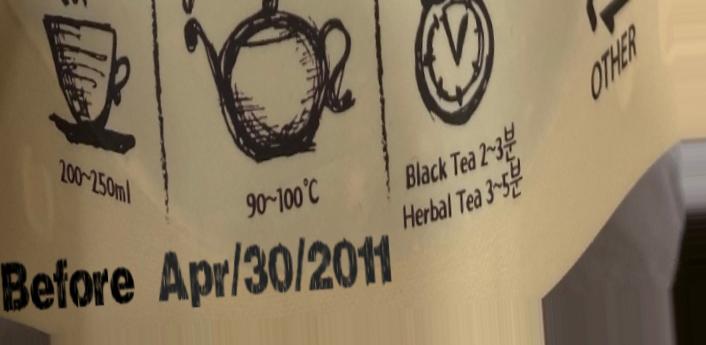 200~250ml
90~100℃
Black Tea 2~3분
Herbal Tea 3~5분
OTHER
Before Apr/30/2011